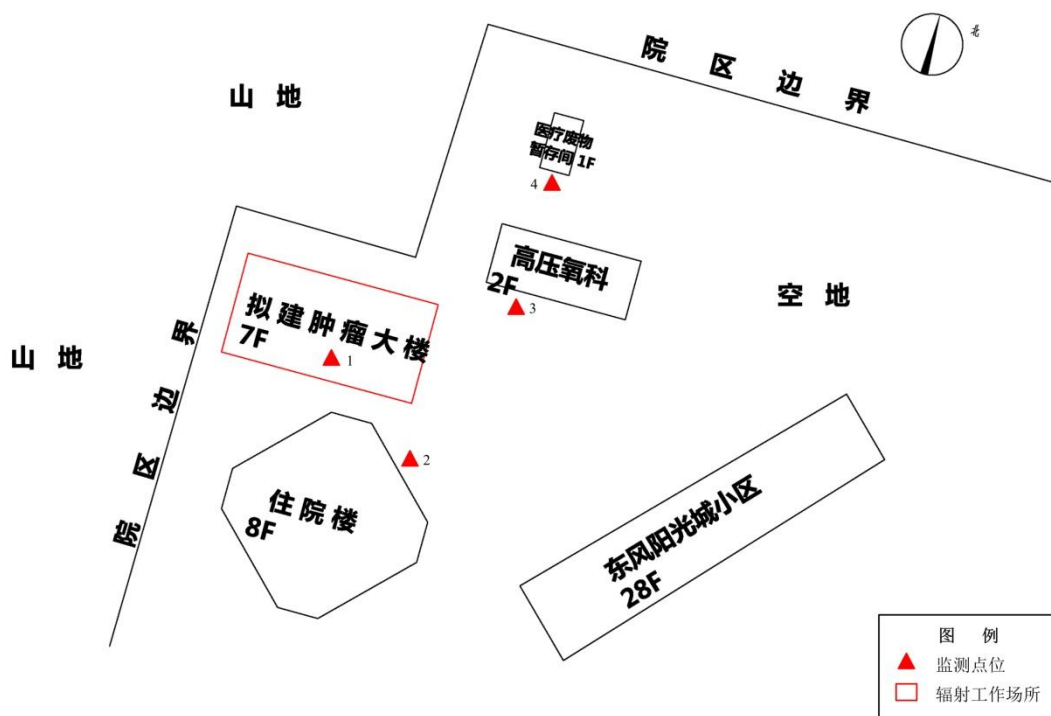 北
院区边界
山地
医疗废物
暂存间 1F
4
高压氧科
2F
3
空地
拟建肿瘤大楼
7F
1
山地
院区边界
2
住院楼
8F
东风阳光城小区
28F
图 例
监测点位
辐射工作场所